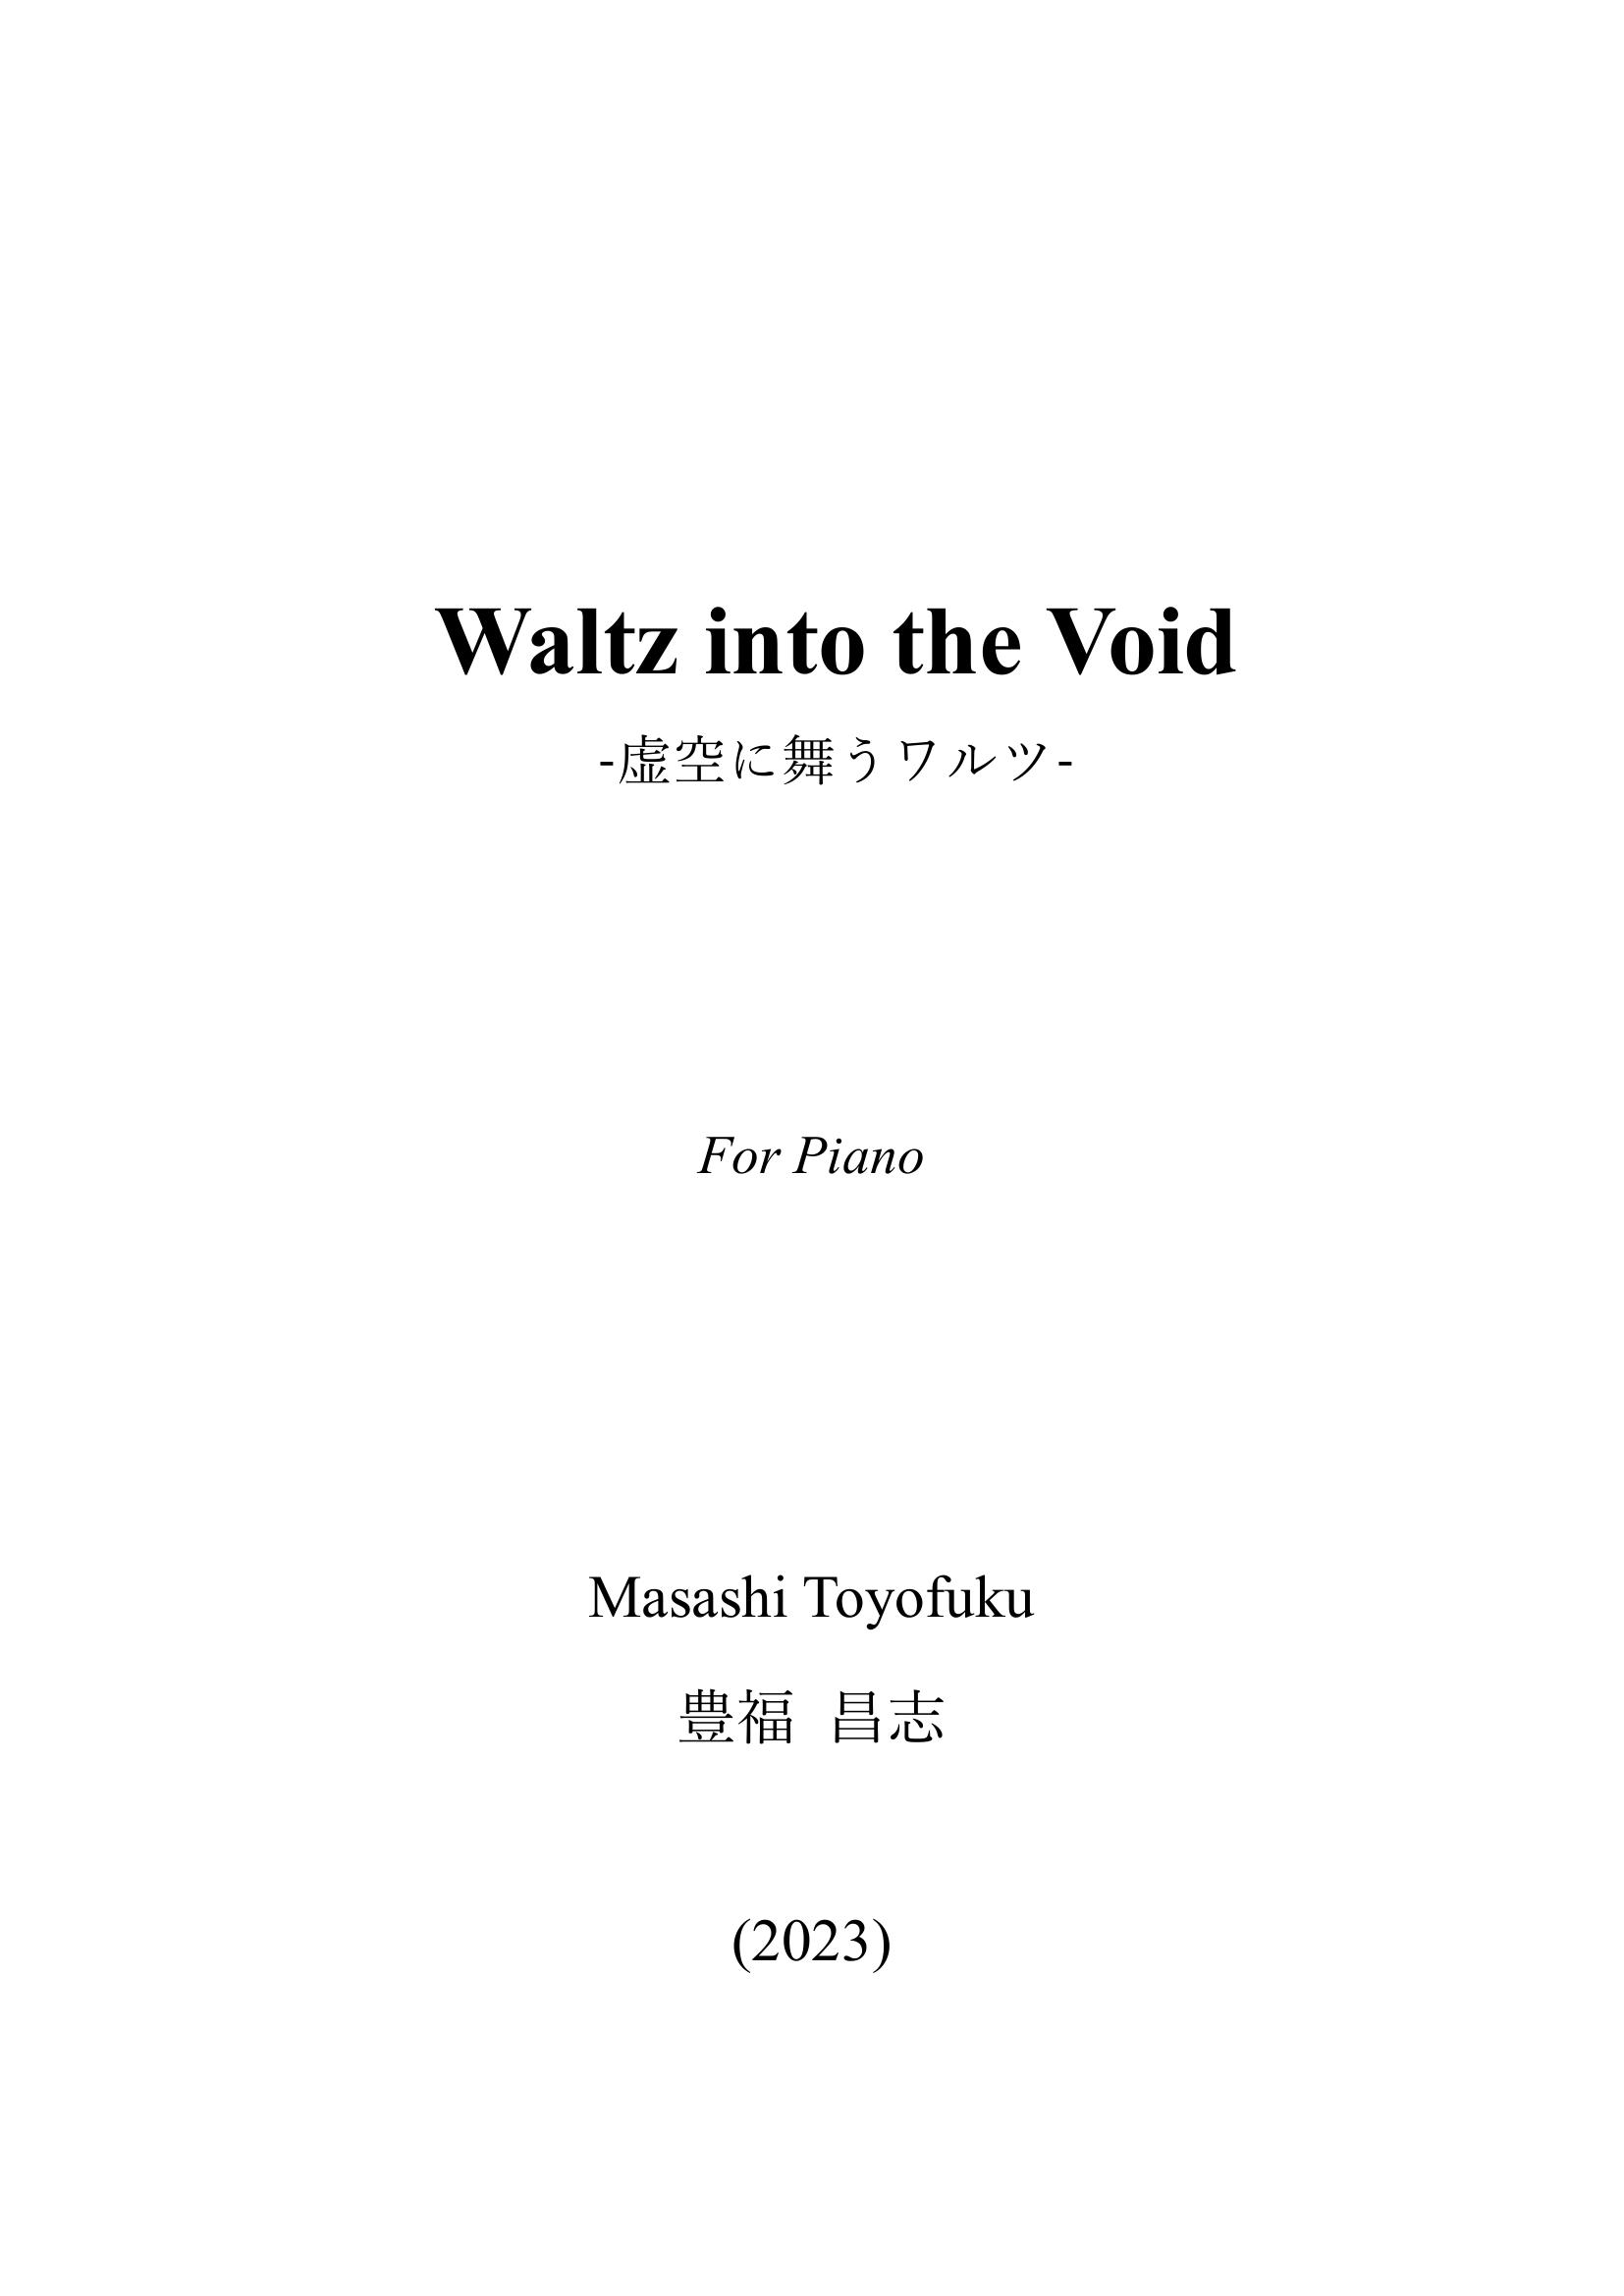 Waltz into the Void
-虚空に舞うワルツ-
For Piano
Masashi Toyofuku
豊福 昌志
(2023)